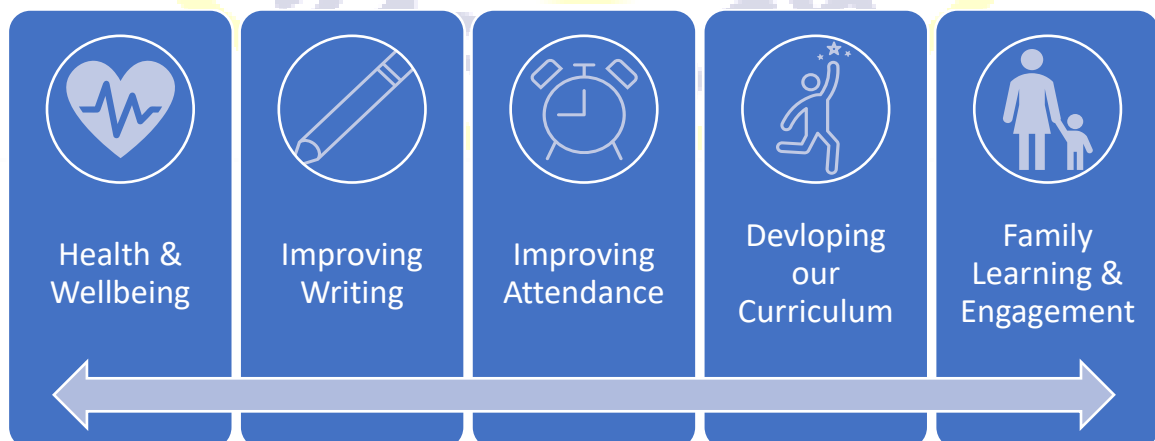 Health &
Wellbeing
Improving
Writing
Improving
Attendance
Devloping
our
Curriculum
Family
Learning &
Engagement